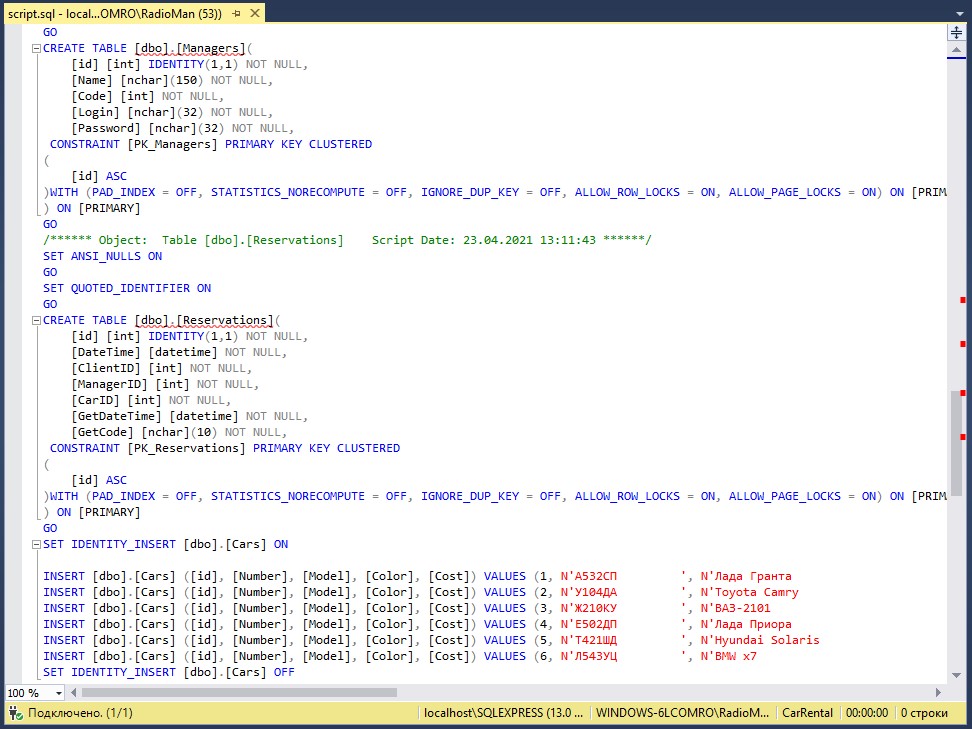 script.sql - local...OMRO\RadioMan (53))
GO
CREATE TABLE [dbo].[Managers](
[id] [int] IDENTITY(1,1) NOT NULL,
[Name] [nchar](150) NOT NULL,
[Code] [int] NOT NULL,
[Login] [nchar](32) NOT NULL,
[Password] [nchar](32) NOT NULL,
CONSTRAINT [PK_Managers] PRIMARY KEY CLUSTERED
(
[id] ASC
)WITH (PAD_INDEX = OFF, STATISTICS_NORECOMPUTE = OFF, IGNORE_DUP_KEY = OFF, ALLOW_ROW_LOCKS = ON, ALLOW_PAGE_LOCKS = ON) ON [PRIM
) ON [PRIMARY]
GO
/****** Object:  Table [dbo].[Reservations]    Script Date: 23.04.2021 13:11:43 ******/
SET ANSI_NULLS ON
GO
SET QUOTED_IDENTIFIER ON
GO
CREATE TABLE [dbo].[Reservations](
[id] [int] IDENTITY(1,1) NOT NULL,
[DateTime] [datetime] NOT NULL,
[ClientID] [int] NOT NULL,
[ManagerID] [int] NOT NULL,
[CarID] [int] NOT NULL,
[GetDateTime] [datetime] NOT NULL,
[GetCode] [nchar](10) NOT NULL,
CONSTRAINT [PK_Reservations] PRIMARY KEY CLUSTERED
(
[id] ASC
)WITH (PAD_INDEX = OFF, STATISTICS_NORECOMPUTE = OFF, IGNORE_DUP_KEY = OFF, ALLOW_ROW_LOCKS = ON, ALLOW_PAGE_LOCKS = ON) ON [PRIM
) ON [PRIMARY]
GO
SET IDENTITY_INSERT [dbo].[Cars] ON
INSERT [dbo].[Cars] ([id], [Number], [Model], [Color], [Cost]) VALUES (1, N'А532СП         ', N'Лада Гранта
INSERT [dbo].[Cars] ([id], [Number], [Model], [Color], [Cost]) VALUES (2, N'У104ДА         ', N'Toyota Camry
INSERT [dbo].[Cars] ([id], [Number], [Model], [Color], [Cost]) VALUES (3, N'Ж210КУ         ', N'ВАЗ-2101
INSERT [dbo].[Cars] ([id], [Number], [Model], [Color], [Cost]) VALUES (4, N'Е502ДП         ', N'Лада Приора
INSERT [dbo].[Cars] ([id], [Number], [Model], [Color], [Cost]) VALUES (5, N'Т421ШД         ', N'Hyundai Solaris
INSERT [dbo].[Cars] ([id], [Number], [Model], [Color], [Cost]) VALUES (6, N'Л543УЦ         ', N'BMW x7
SET IDENTITY_INSERT [dbo].[Cars] OFF
100 %
Подключено. (1/1) localhost\SQLEXPRESS (13.0 ... WINDOWS-6LCOMRO\RadioM... CarRental 00:00:00 0 строки